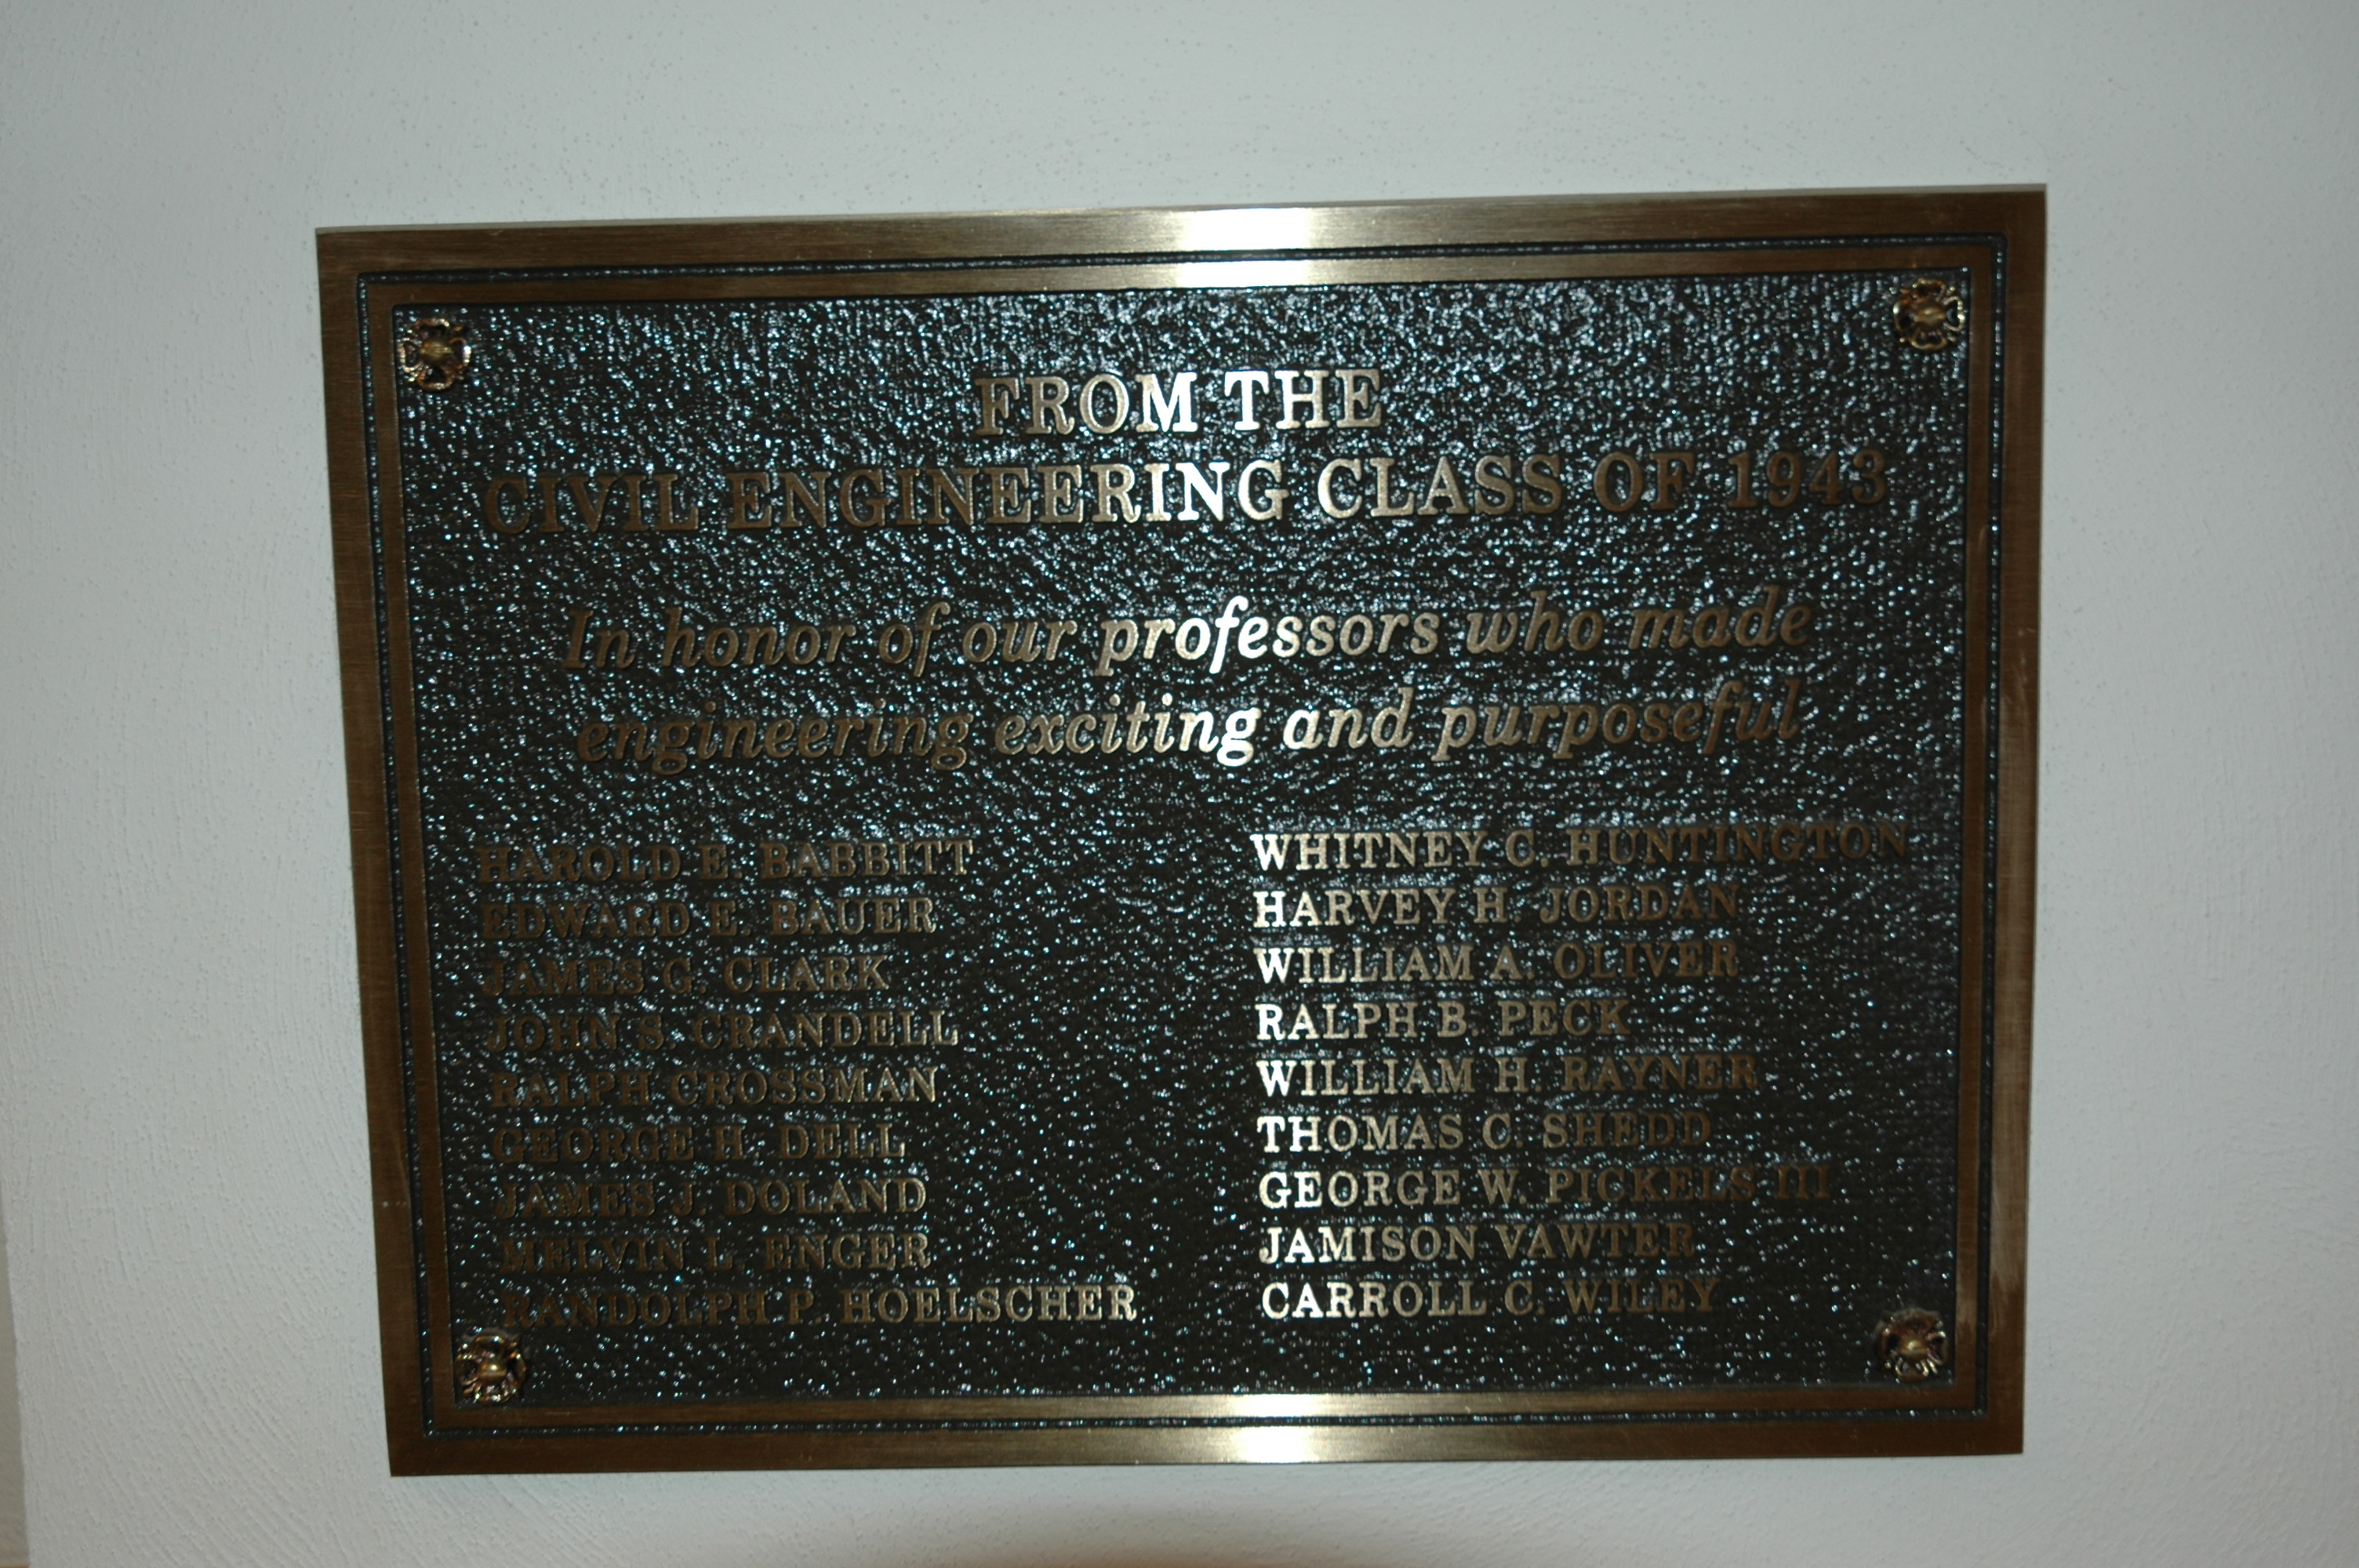 FROM THE
CIVIL ENGINEERING CLASS OF 1943
In honor of our professors who made
engineering exciting and purposeful
HAROLD E. BABBITT
EDWARD E. BAUER
JAMES G. CLARK
JOHN S. CRANDELL
RALPH CROSSMAN
GEORGE H. DELL
JAMES J. DOLAND
MELVIN L. ENGER
RANDOLPH P. HOELSCHER
WHITNEY C. HUNTINGTON
HARVEY H. JORDAN
WILLIAM A. OLIVER
RALPH B. PECK
WILLIAM H. RAYNER
THOMAS C. SHEDD
GEORGE W. PICKELS III
JAMISON VAWTER
CARROLL C. WILEY